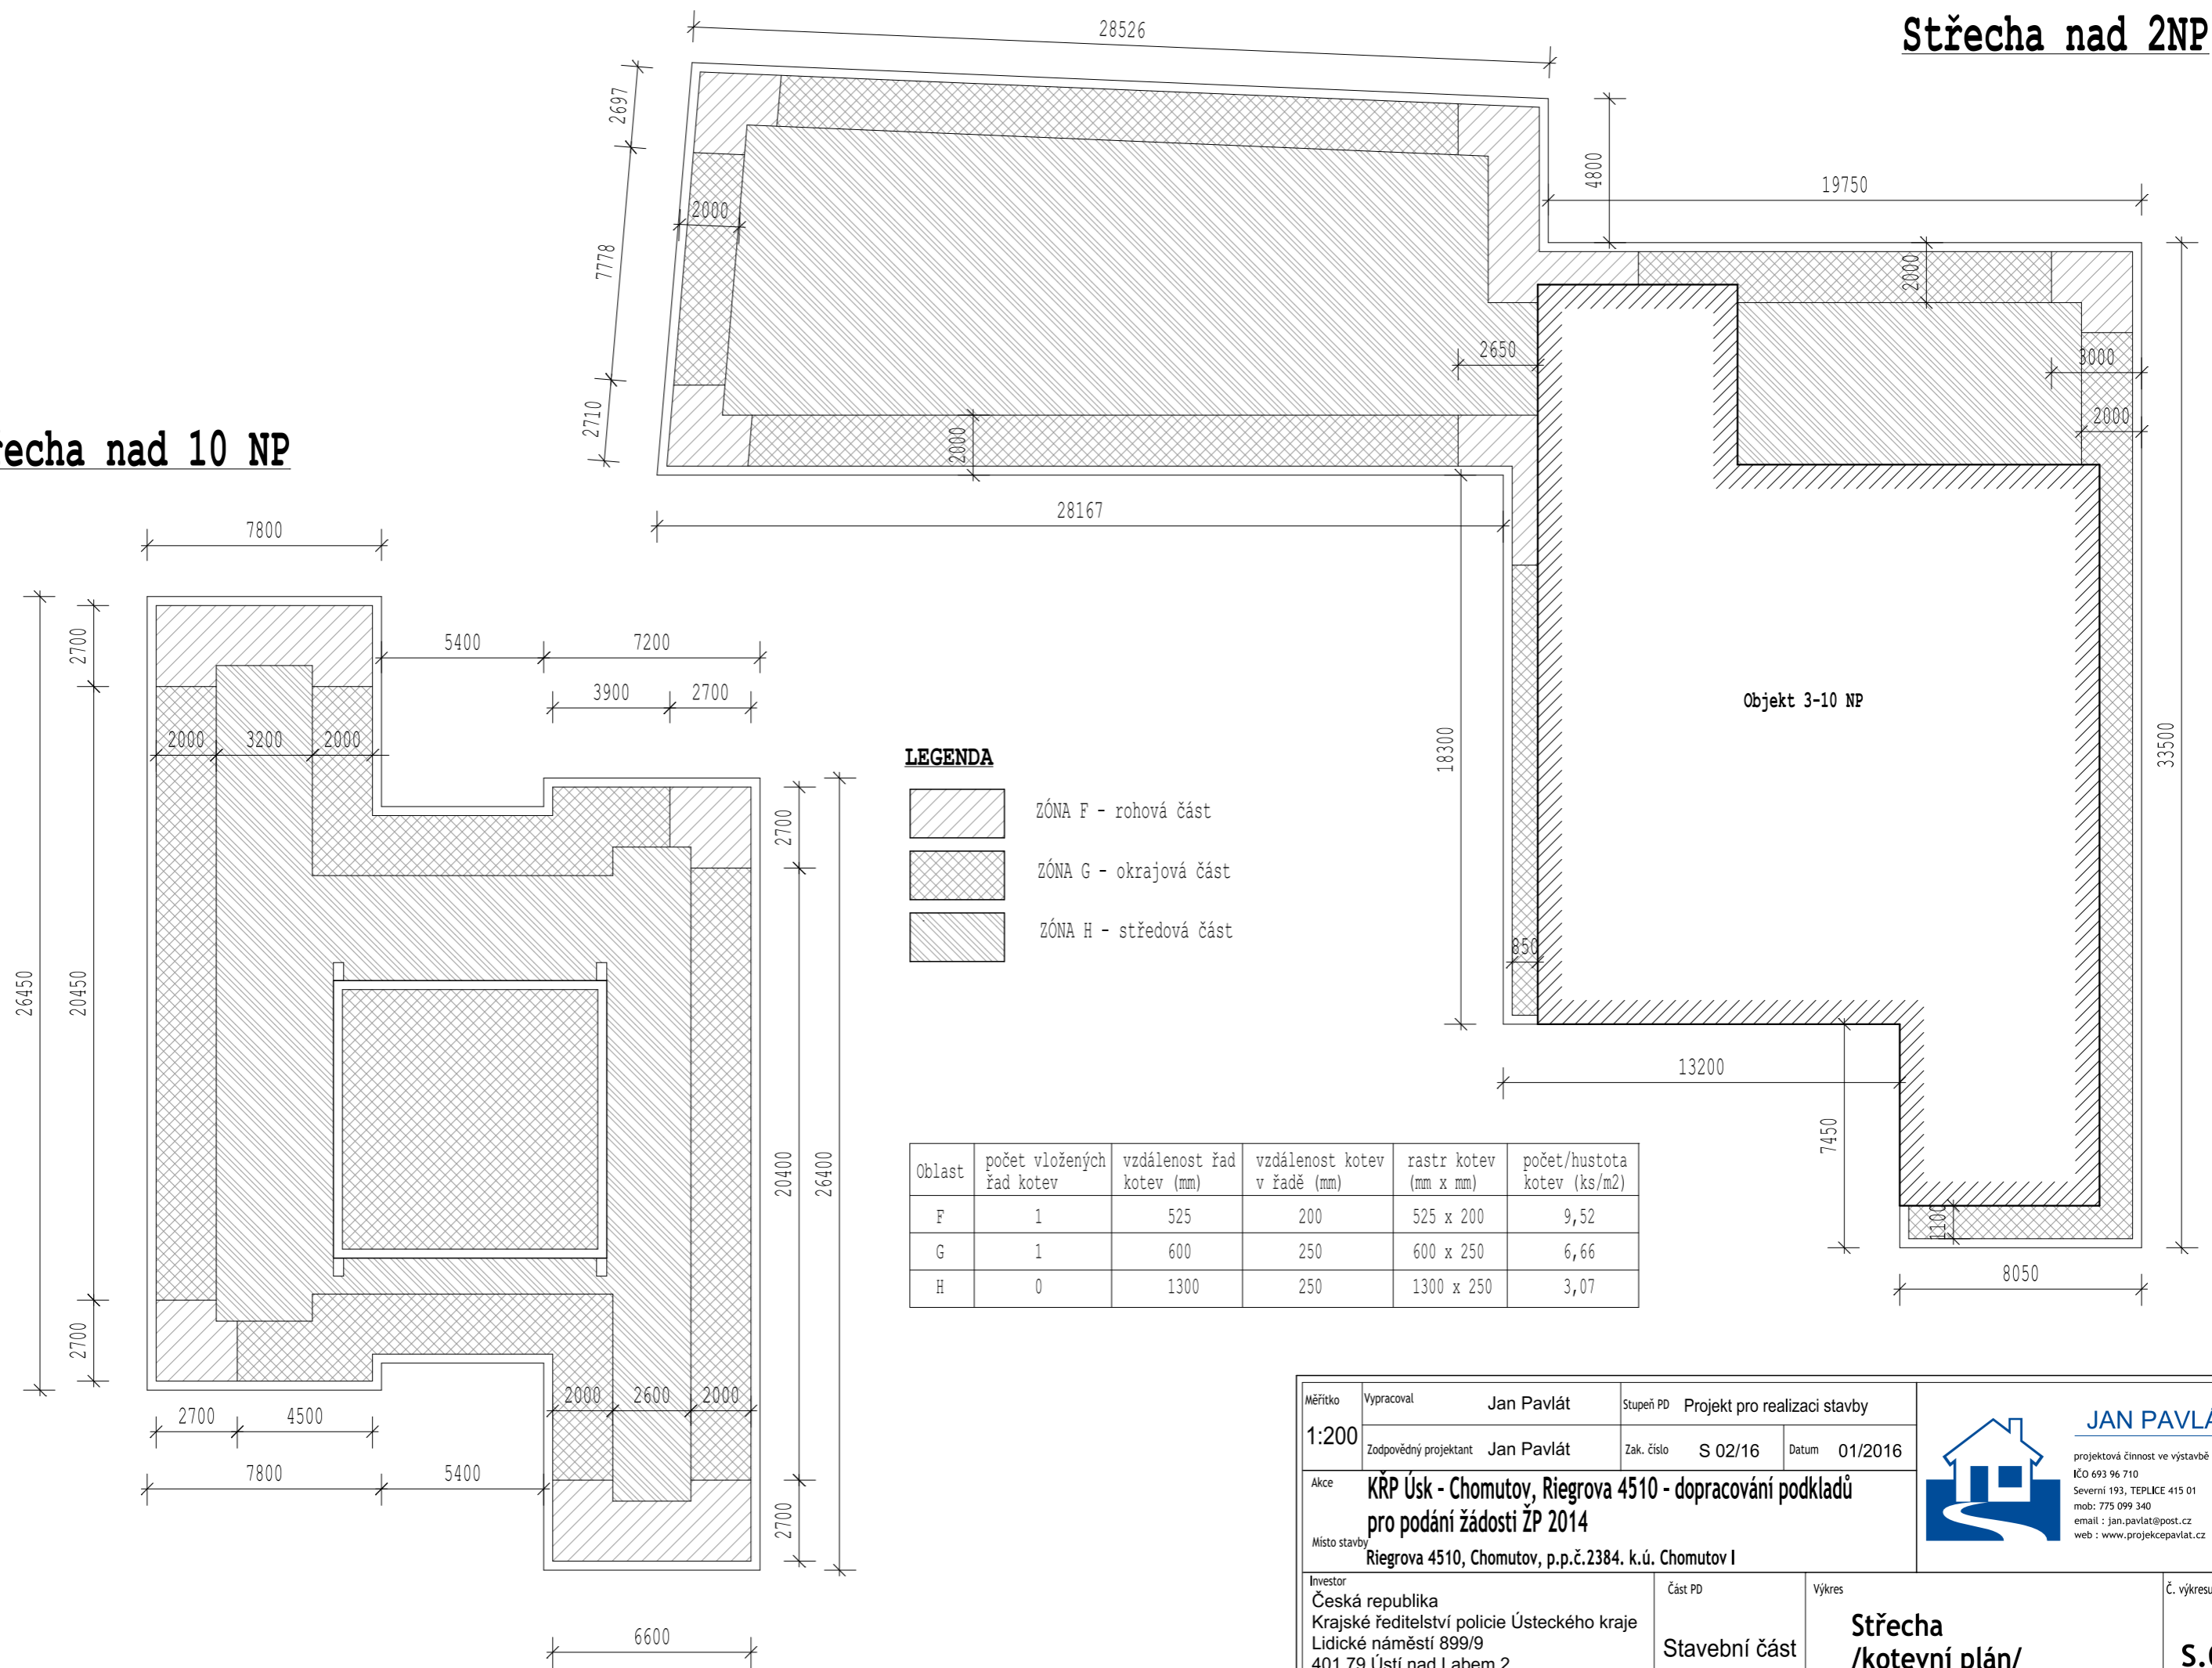 Střecha nad 2NP
28526
2697
7778
2710
2000
4800
19750
2000
2650
3000
2000
2000
28167
18300
850
Objekt 3-10 NP
33500
13200
7450
1100
8050
nad 10 NP
7800
5400
7200
3900
2700
2700
2000
3200
2000
26450
20450
2700
2700
20400
26400
2700
2000
2600
2000
2700
4500
7800
5400
6600
LEGENDA
ZÓNA F - rohová část
ZÓNA G - okrajová část
ZÓNA H - středová část
Oblast
počet vložených
řad kotev
vzdálenost řad
kotev (mm)
vzdálenost kotev
v řadě (mm)
rastr kotev
(mm x mm)
počet/hustota
kotev (ks/m2)
F 1 525 200 525 x 200 9,52
G 1 600 250 600 x 250 6,66
H 0 1300 250 1300 x 250 3,07
Měřítko
1:200
Vypracoval Jan Pavlát
Stupeň PD Projekt pro realizaci stavby
Zodpovědný projektant Jan Pavlát
Zak. číslo S 02/16
Datum 01/2016
Akce KŘP Úsk - Chomutov, Riegrova 4510 - dopracování podkladů
pro podání žádosti ŽP 2014
Místo stavby
Riegrova 4510, Chomutov, p.p.č.2384. k.ú. Chomutov I
JAN
projektová činnost ve výstavbě
IČO 693 96 710
Severní 193, TEPLICE 415 01
mob: 775 099 340
email : jan.pavlat@post.cz
web : www.projekcepavlat.cz
Investor
Česká republika
Krajské ředitelství policie Ústeckého kraje
Lidické náměstí 899/9
401 79 Ústí nad Labem 2
Část PD
Stavební část
Výkres
Střecha
/kotevní plán/
Č. výkresu